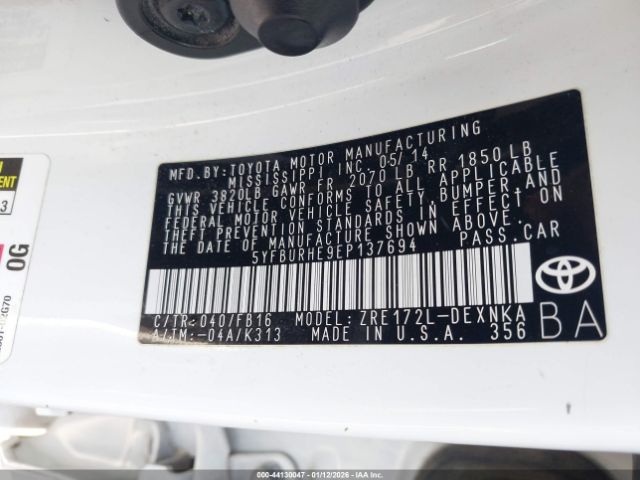 MFD.BY:TOYOTA MOTOR MANUFACTURING
MISSISSIPPI INC. 05/14
GVWR 3820LB GAWR FR 2070 LB RR 1850 LB
THIS VEHICLE CONFORMS TO ALL APPLICABLE
FEDERAL MOTOR VEHICLE SAFETY, BUMPER, AND
THEFT PREVENTION STANDARDS IN EFFECT ON
THE DATE OF MANUFACTURE SHOWN ABOVE.
5YFBURHE9EP137694 PASS.CAR
C/TR:040/FB16 MODEL: ZRE172L-DEXNKA
A/TM:-04A/K313 MADE IN U.S.A. 356
BA
OG
000-44130047 | 01/12/2026 | IAAI.COM